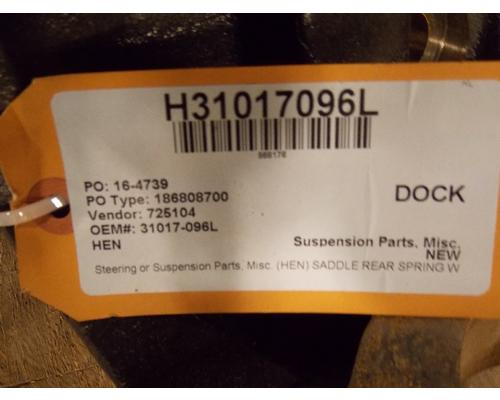 H31017096L
PO: 16-4739
PO Type: 186808700
Vendor: 725104
OEM#: 31017-096L
HEN
DOCK
Suspension Parts, Misc,
NEW
Steering or Suspension Parts, Misc. (HEN) SADDLE REAR SPRING W